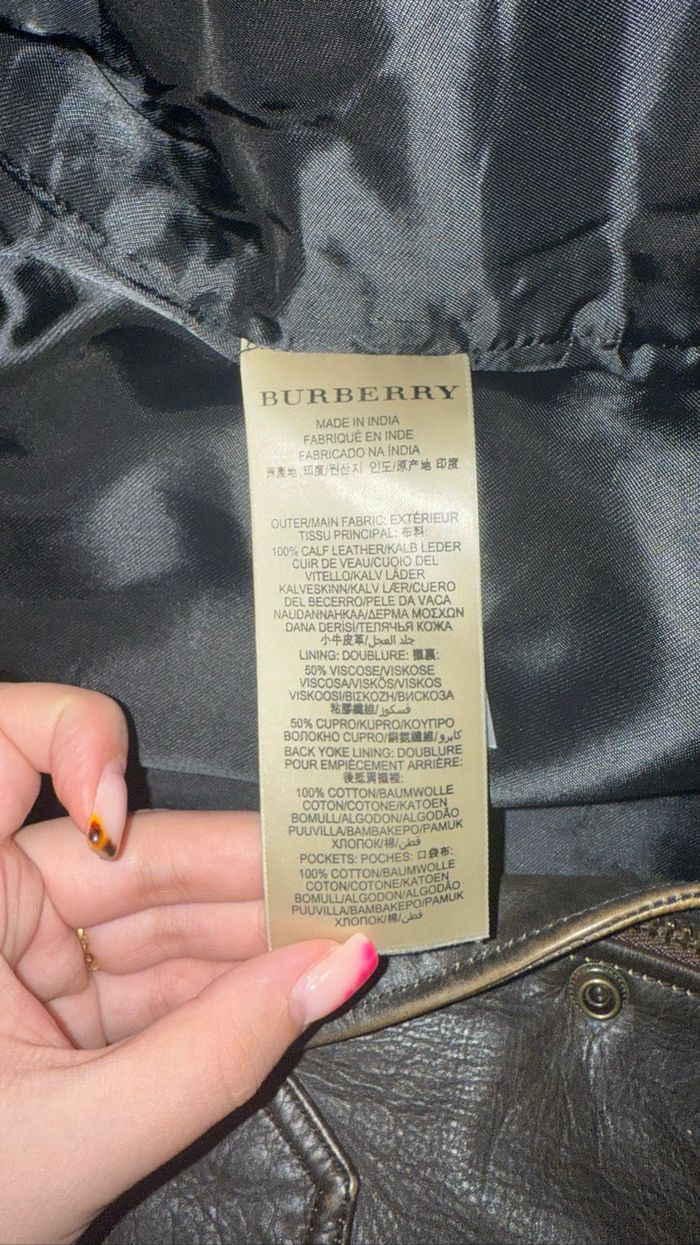 BURBERRY
MADE IN INDIA
FABRIQUÉ EN INDE
FABRICADO NA ÍNDIA
原產地 印度/원산지 인도/原产地 印度
OUTER/MAIN FABRIC: EXTÉRIEUR
TISSU PRINCIPAL: 布料:
100% CALF LEATHER/KALB LEDER
CUIR DE VEAU/CUOIO DEL
VITELLO/KALV LÄDER
KALVESKINN/KALV LÆR/CUERO
DEL BECERRO/PELE DA VACA
NAUDANNAHKAA/ΔΕΡΜΑ ΜΟΣΧΩΝ
DANA DERİSİ/ТЕЛЯЧЬЯ КОЖА
小牛皮革/جلد العجل
LINING: DOUBLURE: 襯裏:
50% VISCOSE/VISKOSE
VISCOSA/VISKÓS/VISKOS
VISKOOSI/ΒΙΣΚΟΖΗ/ВИСКОЗА
粘膠纖維/فسكوز
50% CUPRO/KUPRO/ΚΟΥΠΡΟ
ВОЛОКНО CUPRO/銅氨纖維/كابرو
BACK YOKE LINING: DOUBLURE
POUR EMPIÈCEMENT ARRIÈRE:
後抵肩襯裡:
100% COTTON/BAUMWOLLE
COTON/COTONE/KATOEN
BOMULL/ALGODON/ALGODÃO
PUUVILLA/ΒΑΜΒΑΚΕΡΟ/PAMUK
ХЛОПОК/棉/قطن
POCKETS: POCHES: 口袋布:
100% COTTON/BAUMWOLLE
COTON/COTONE/KATOEN
BOMULL/ALGODON/ALGODÃO
PUUVILLA/ΒΑΜΒΑΚΕΡΟ/PAMUK
ХЛОПОК/棉/قطن